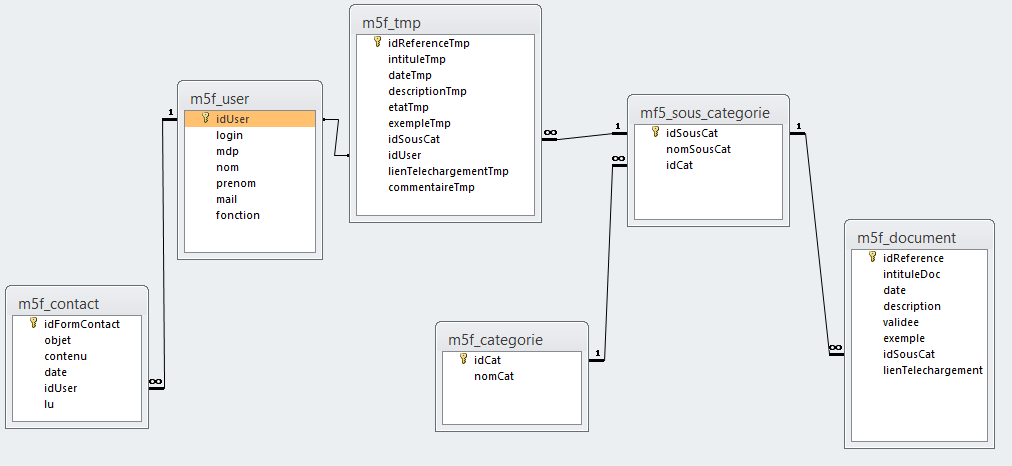 m5f_tmp
idReferenceTmp
intituleTmp
dateTmp
descriptionTmp
etatTmp
exempleTmp
idSousCat
idUser
lienTelechargementTmp
commentaireTmp
m5f_user
idUser
login
mdp
nom
prenom
mail
fonction
1
∞
1
mf5_sous_categorie
idSousCat
nomSousCat
idCat
1
∞
m5f_document
idReference
intituleDoc
date
description
validee
exemple
idSousCat
lienTelechargement
∞
m5f_contact
idFormContact
objet
contenu
date
idUser
lu
∞
m5f_categorie
idCat
nomCat
1